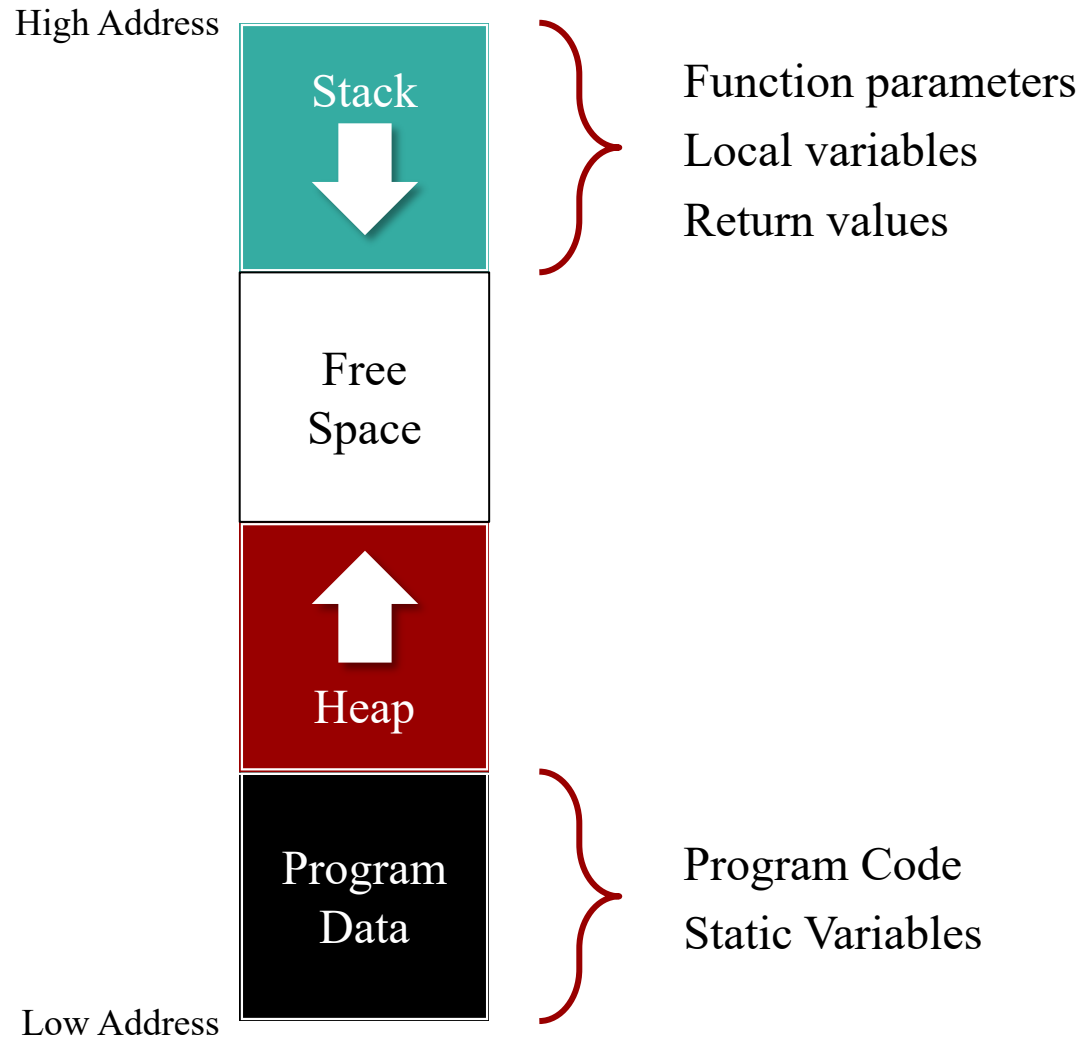 High Address
Stack
Function parameters
Local variables
Return values
Free
Space
Heap
Program
Data
Program Code
Static Variables
Low Address